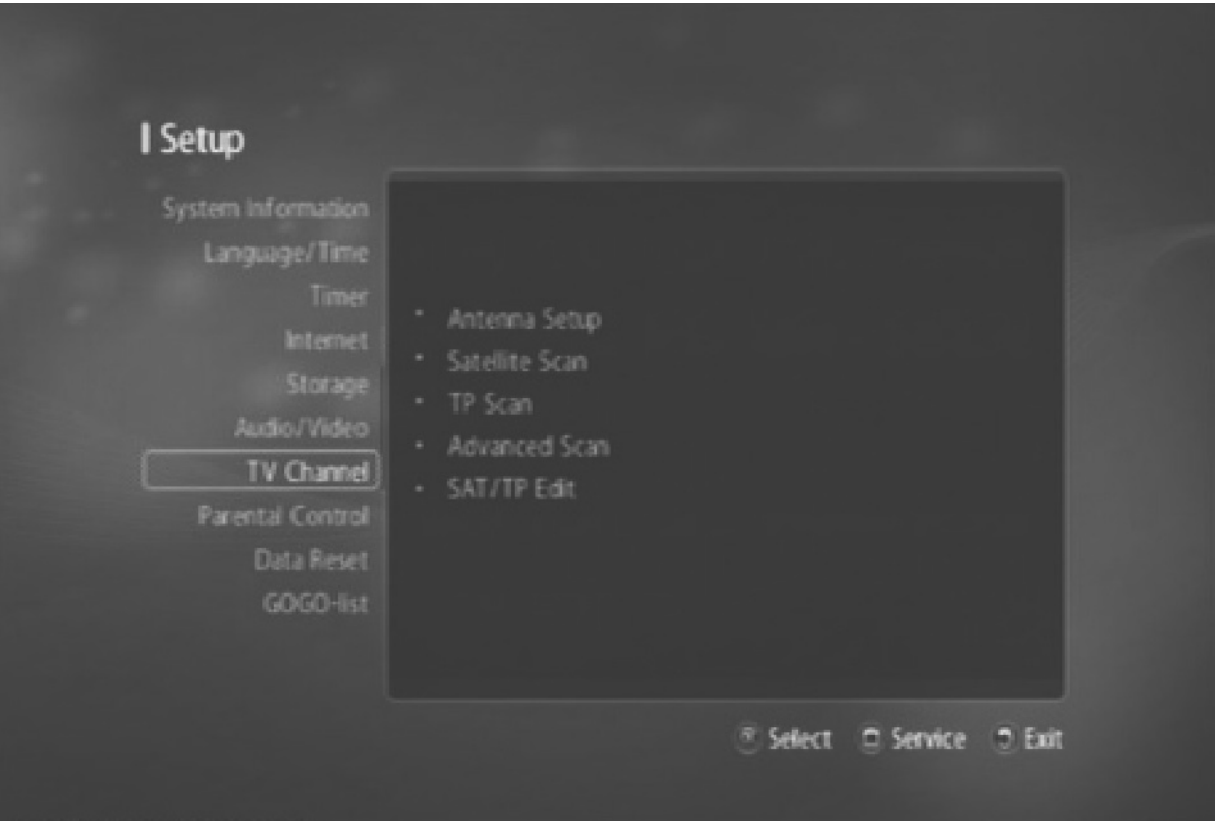 Setup
System Information
Language/Time
Timer
Internet
Storage
Audio/Video
TV Channel
Parental Control
Data Reset
GOGO-list
Antenna Setup
Satellite Scan
TP Scan
Advanced Scan
SAT/TP Edit
Select Service Exit